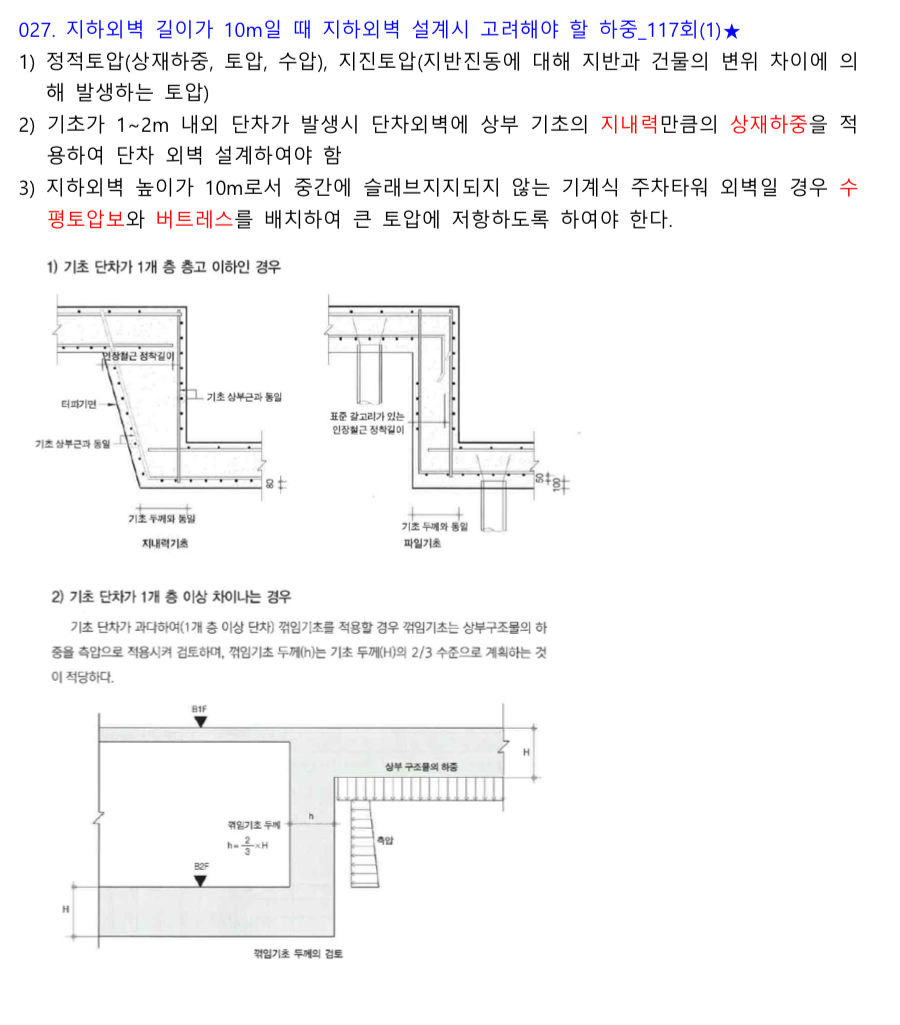 027. 지하외벽 길이가 10m일 때 지하외벽 설계시 고려해야 할 하중_117회(1)★
1) 정적토압(상재하중, 토압, 수압), 지진토압(지반진동에 대해 지반과 건물의 변위 차이에 의
해 발생하는 토압)
2) 기초가 1~2m 내외 단차가 발생시 단차외벽에 상부 기초의 지내력만큼의 상재하중을 적
용하여 단차 외벽 설계하여야 함
3) 지하외벽 높이가 10m로서 중간에 슬래브지지되지 않는 기계식 주차타워 외벽일 경우 수
평토압보와 버트레스를 배치하여 큰 토압에 저항하도록 하여야 한다.
1) 기초 단차가 1개 층 층고 이하인 경우
인장철근 정착길이
터파기면
기초 상부근과 동일
기초 상부근과 동일
80
기초 두께와 동일
지내력기초
표준 갈고리가 있는
인장철근 정착길이
50
100
기초 두께와 동일
파일기초
2) 기초 단차가 1개 층 이상 차이나는 경우
기초 단차가 과다하여(1개 층 이상 단차) 꺾임기초를 적용할 경우 꺾임기초는 상부구조물의 하
중을 측압으로 적용시켜 검토하며, 꺾임기초 두께(h)는 기초 두께(H)의 2/3 수준으로 계획하는 것
이 적당하다.
B1F
H
상부 구조물의 하중
h
꺾임기초 두께
h=2/3×H
측압
B2F
H
꺾임기초 두께의 검토